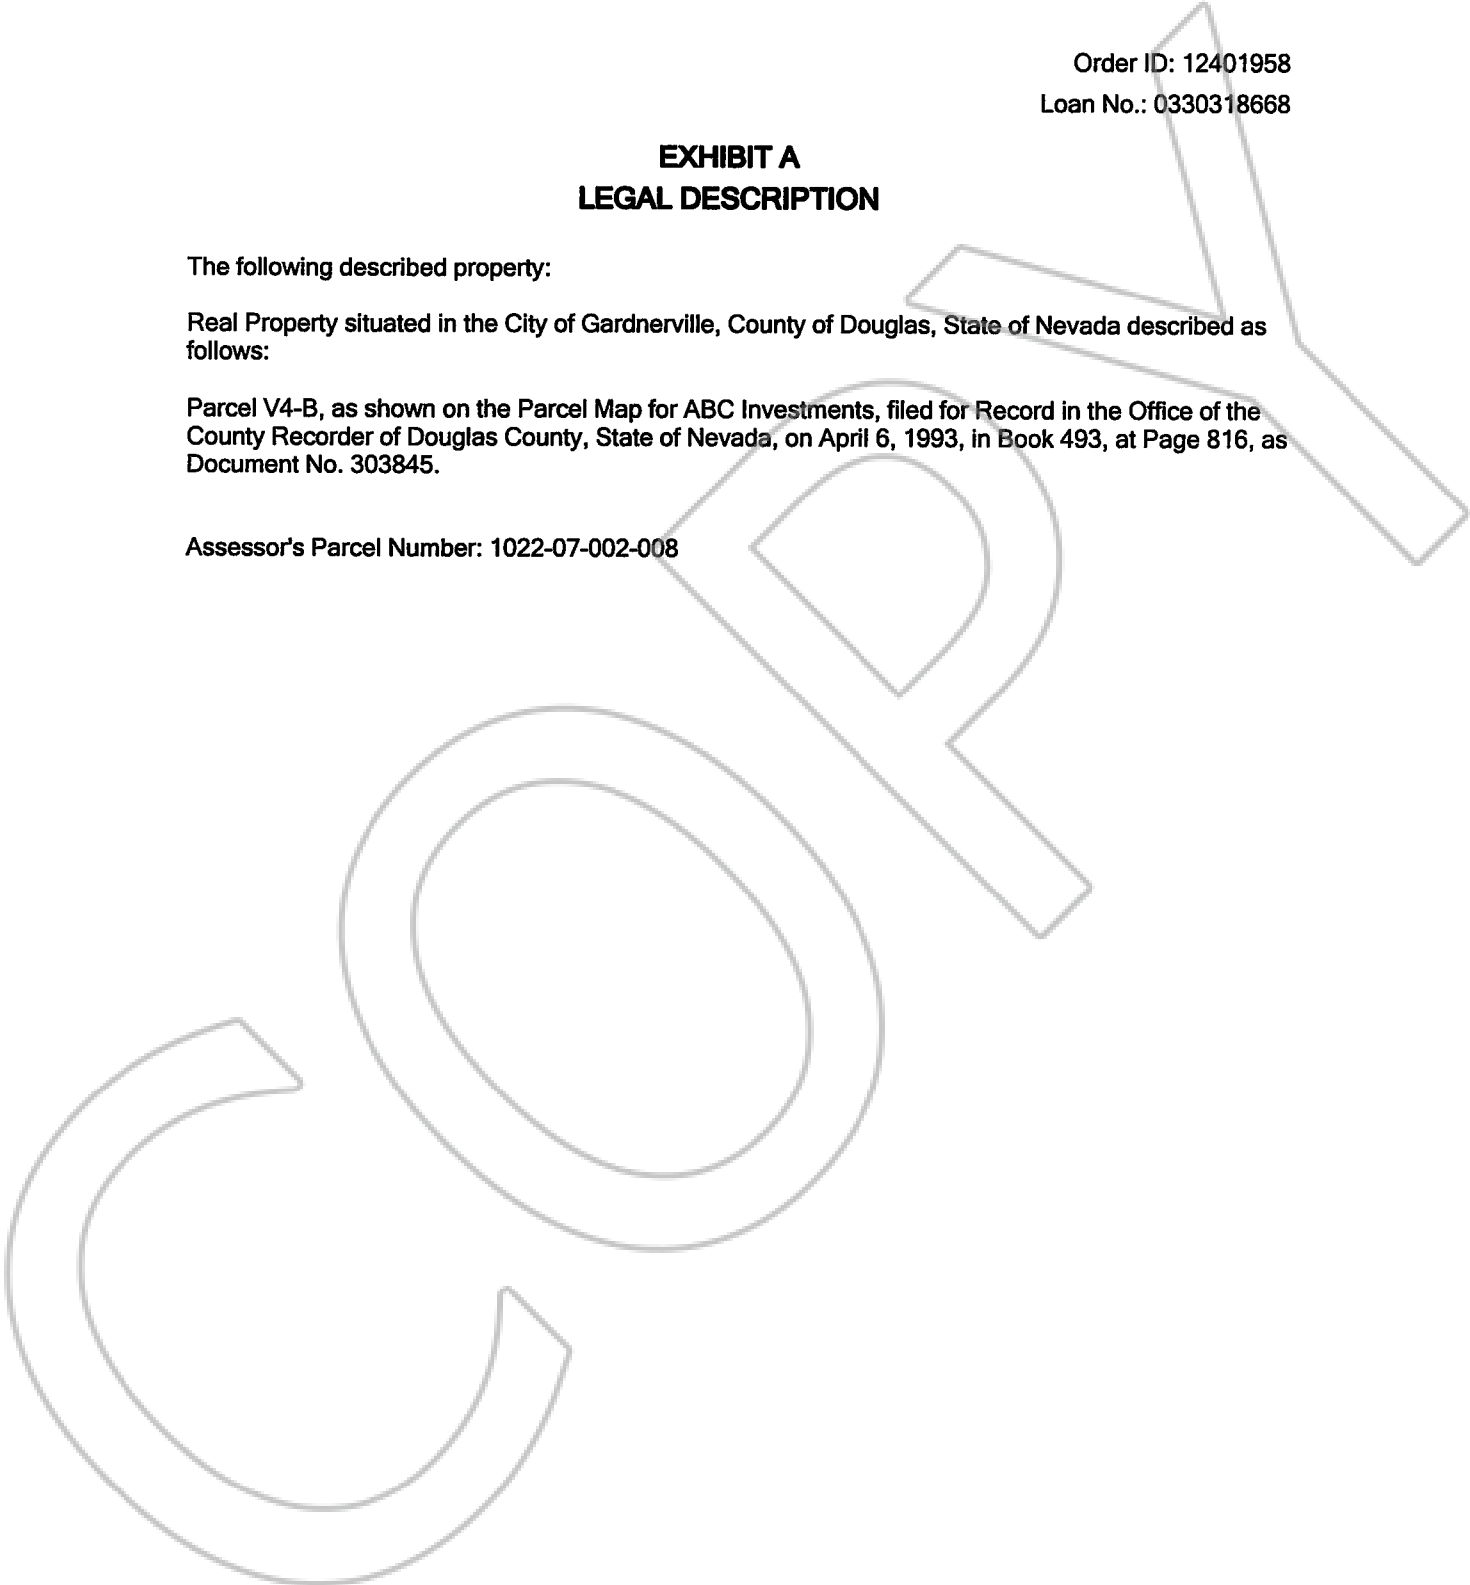 Order ID: 12401958
Loan No.: 0330318668
EXHIBIT A
LEGAL DESCRIPTION
The following described property:
Real Property situated in the City of Gardnerville, County of Douglas, State of Nevada described as
follows:
Parcel V4-B, as shown on the Parcel Map for ABC Investments, filed for Record in the Office of the
County Recorder of Douglas County, State of Nevada, on April 6, 1993, in Book 493, at Page 816, as
Document No. 303845.
Assessor's Parcel Number: 1022-07-002-008
COPY